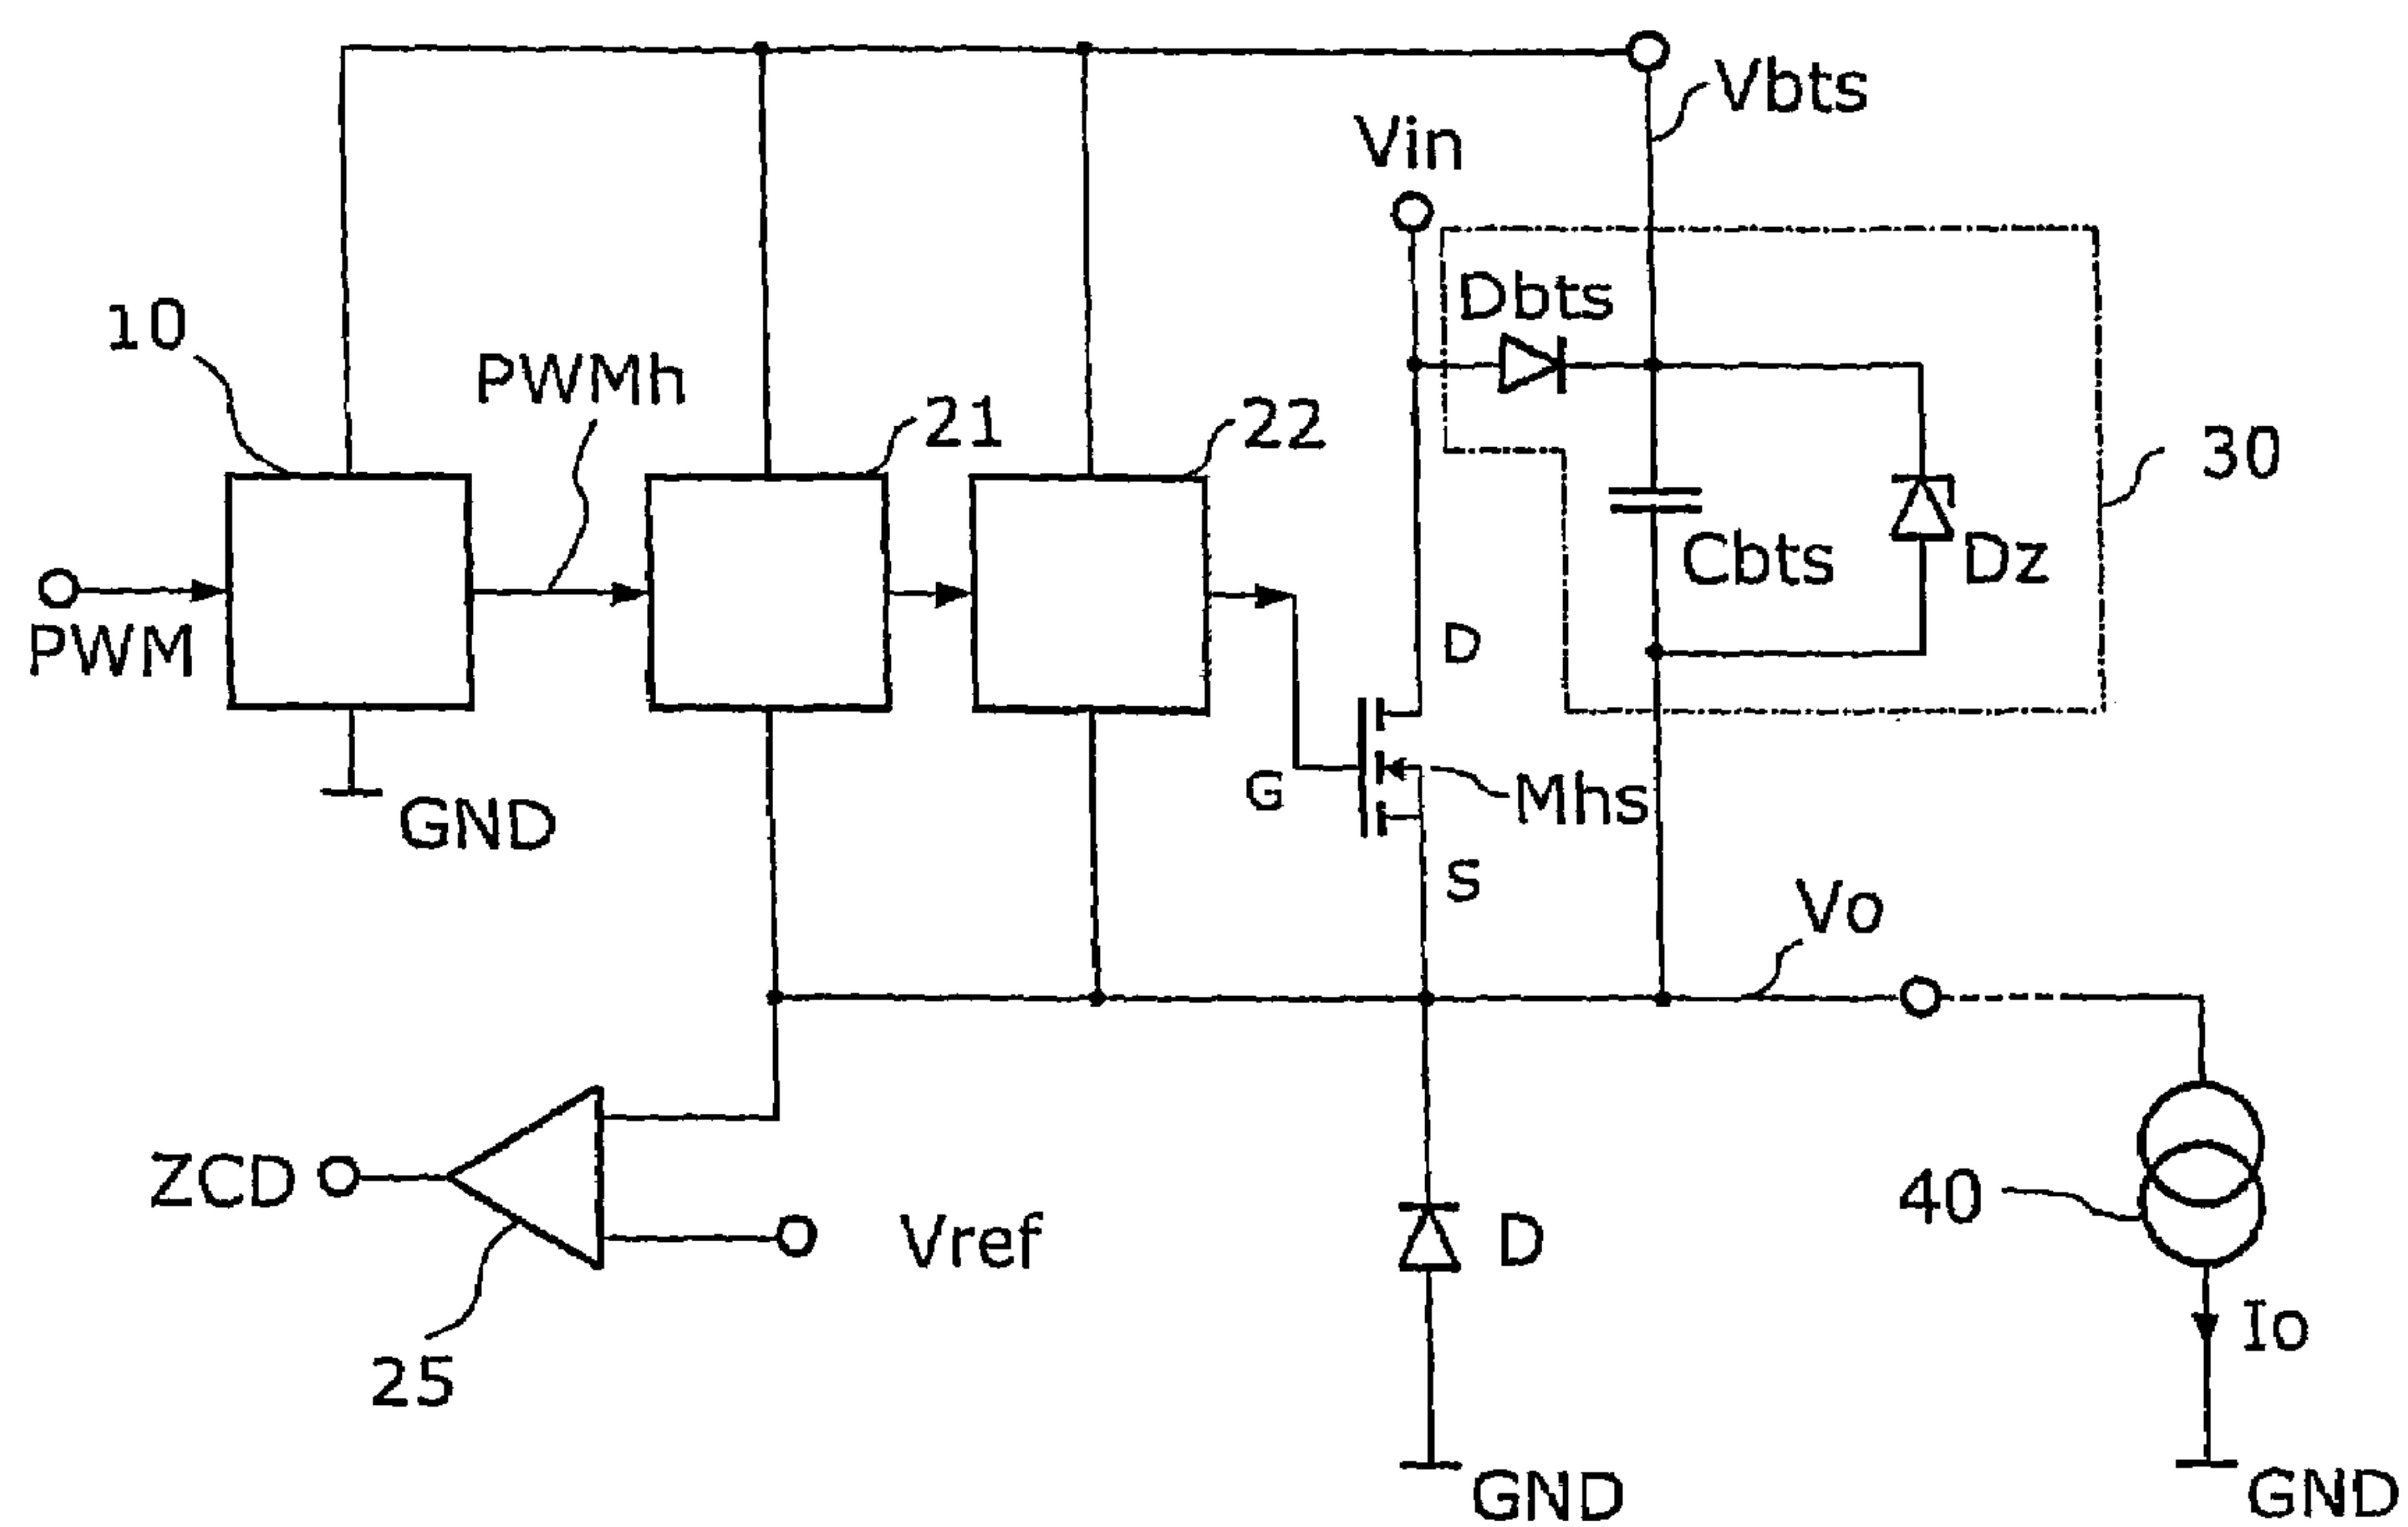 Vbts
Vin
Dbts
10
PWMh
21
22
30
Cbts
Dz
PWM
D
GND
G
Mhs
S
Vo
ZCD
Vref
D
40
Io
25
GND
GND